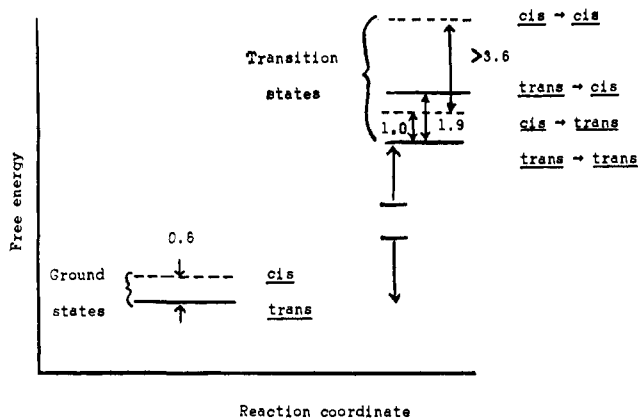 cis → cis
>3.6
Transition
states
trans → cis
1.0
1.9
cis → trans
trans → trans
Free energy
0.6
Ground
states
cis
trans
Reaction coordinate